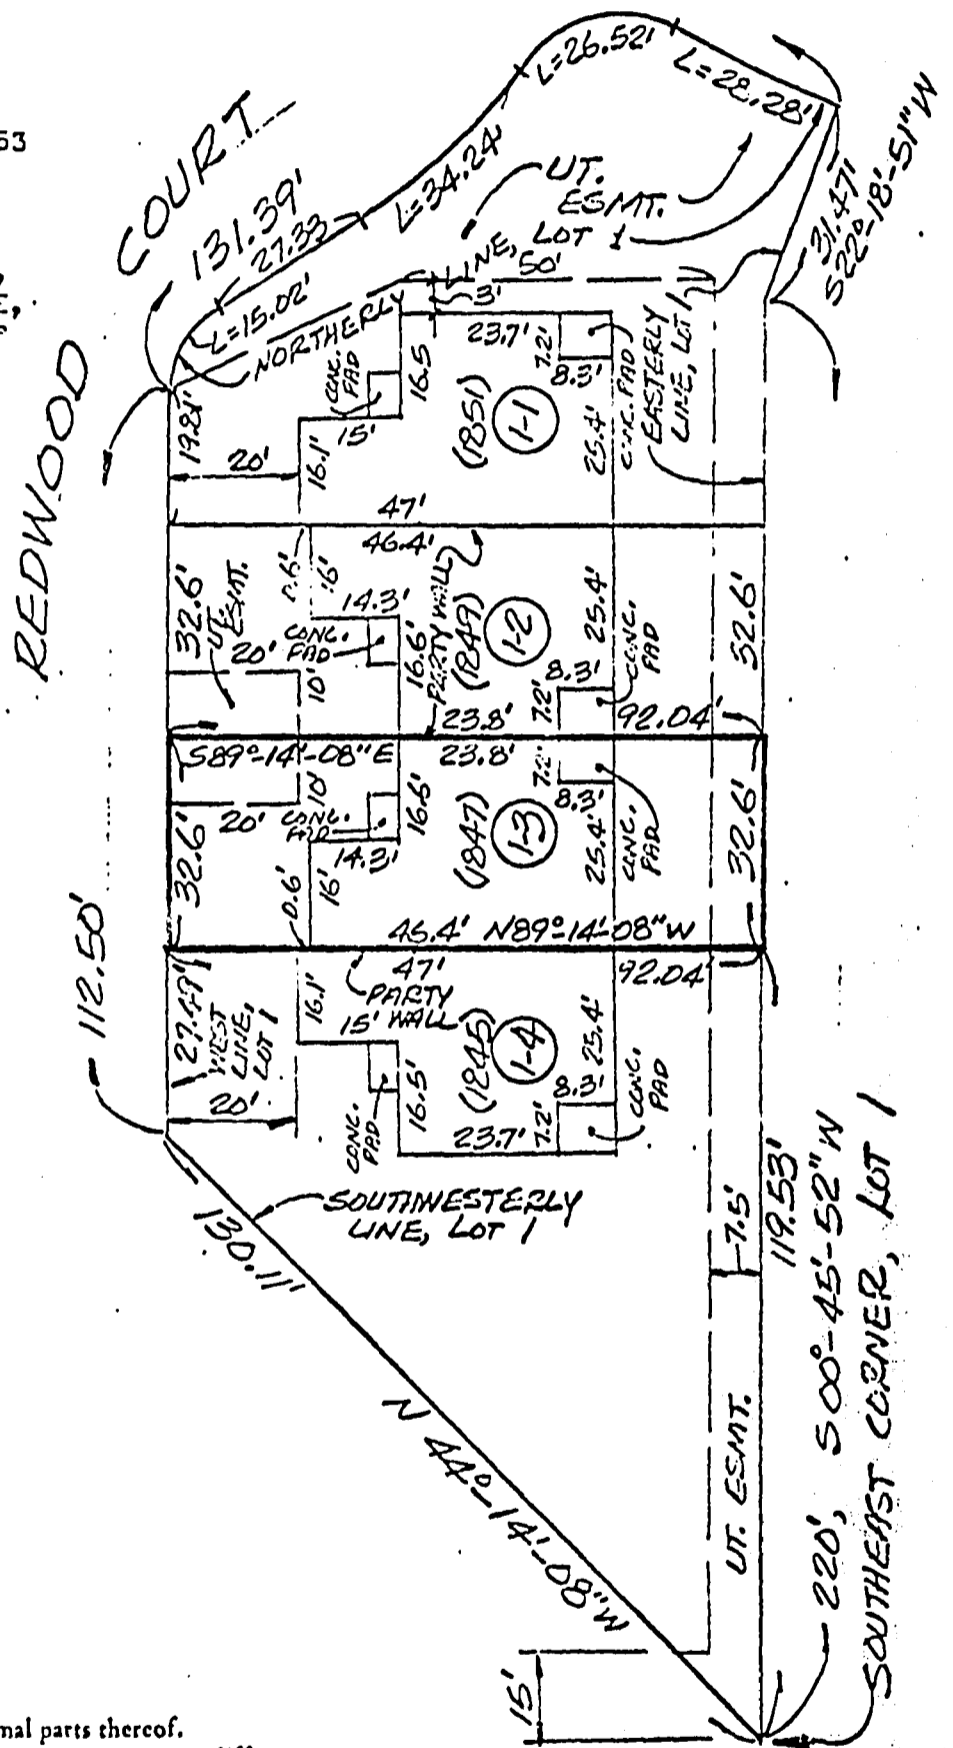 53
COURT
REDWOOD
131.39'
27.33
L=15.02'
L=34.24'
L=26.52'
L=28.28'
31.47'
S22°-18'-51"W
UT.
ESMT.
NORTHERLY LINE, LOT 1
50'
3'
23.7'
7.2'
8.3'
CONC. PAD
CONC.
PAD
16.5
15'
16.1'
(1851)
1-1
25.4'
EASTERLY
LINE, LOT 1
19.21'
20'
47'
46.4'
0.6'
16'
14.3'
CONC.
PAD
16.6'
PARTY WALL
(1849)
1-2
25.4'
8.3'
7.2'
CONC.
PAD
32.6'
UT.
ESMT.
20'
10'
23.8'
92.04'
52.6'
S89°-14'-08"E
23.8'
7.2'
8.3'
20'
10'
CONC.
PAD
14.3'
16.5'
(1847)
1-3
25.4'
CONC.
PAD
32.6'
32.6'
0.6'
16'
45.4'
N89°-14'-08"W
47'
92.04'
PARTY
WALL
112.50'
WEST
LINE,
LOT 1
20'
16.1'
15'
16.5'
(1245)
1-4
25.4'
8.3'
7.2'
23.7'
CONC.
PAD
CONC.
PAD
SOUTHWESTERLY
LINE, LOT 1
130.11'
N 44°-14'-08"W
7.5'
119.53'
UT. ESMT.
220', S 00°-45'-52"W
SOUTHEAST CORNER, LOT 1
15'
nal parts thereof.